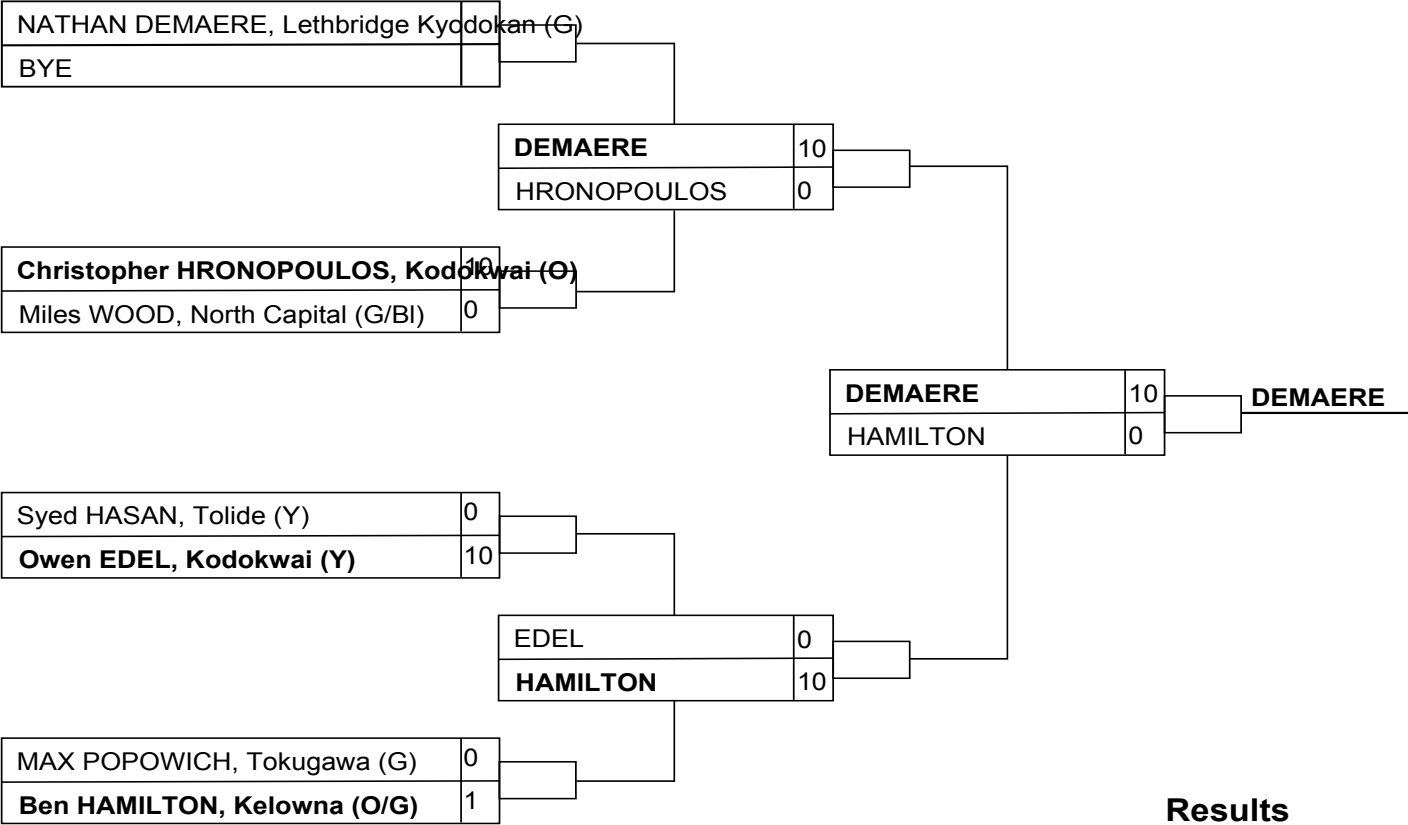 NATHAN DEMAERE, Lethbridge Kyodokan (G)
BYE
DEMAERE 10
HRONOPOULOS 0
Christopher HRONOPOULOS, Kodokwai (O) 10
Miles WOOD, North Capital (G/Bl) 0
DEMAERE 10
HAMILTON 0
DEMAERE
Syed HASAN, Tolide (Y) 0
Owen EDEL, Kodokwai (Y) 10
EDEL 0
HAMILTON 10
MAX POPOWICH, Tokugawa (G) 0
Ben HAMILTON, Kelowna (O/G) 1
Results